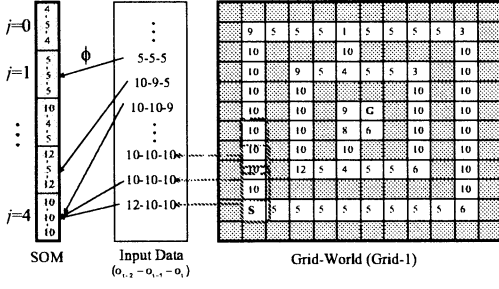 j=0
4 - 5 - 4
j=1
5 - 5 - 5
⋮
10 - 4 - 5
12 - 5 - 12
j=4
10 - 10 - 10
SOM
ϕ
⋮
5-5-5
10-9-5
10-10-9
⋮
10-10-10
10-10-10
12-10-10
Input Data
(o_{t-2} – o_{t-1} – o_t)
9 5 5 5 1 5 5 5 5 3
10 10 10
10 9 5 4 5 5 3 10
10 10 10 10
10 10 9 G 10 10
10 10 8 6 10 10
10 10 10 10 10
10 12 5 4 5 5 6 10
10 10
S 5 5 5 5 5 5 5 5 6
Grid-World (Grid-1)